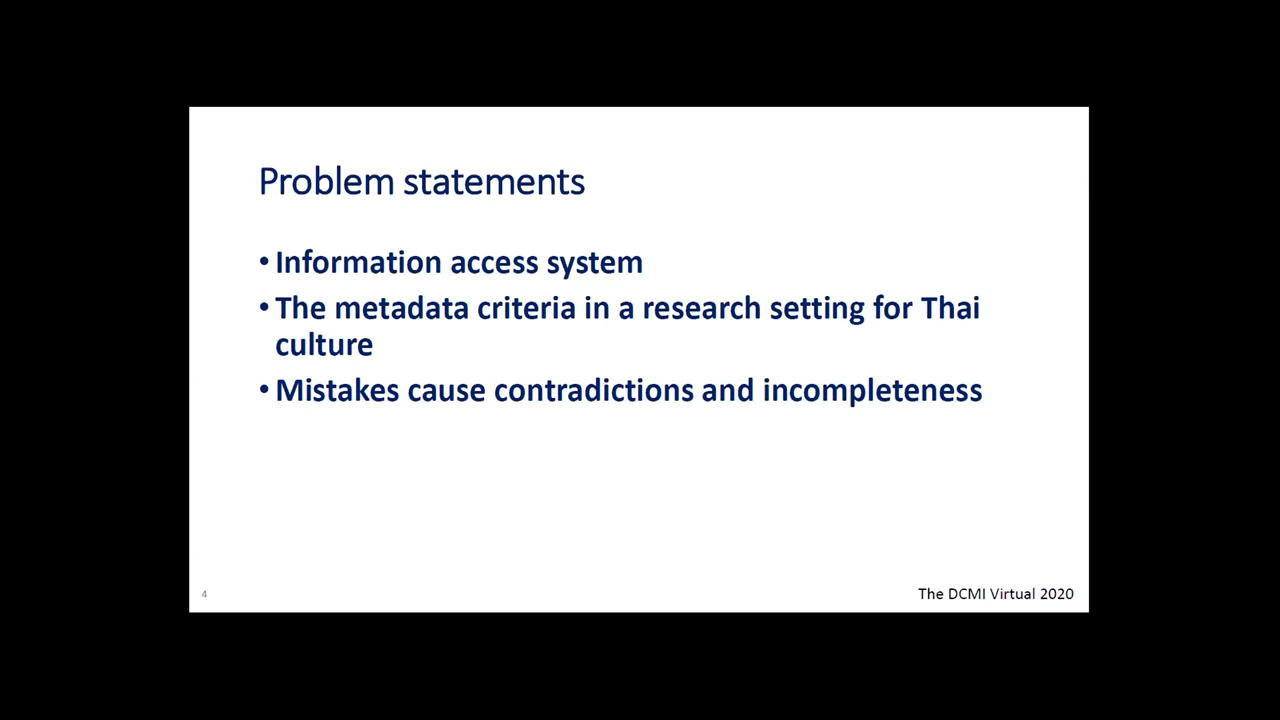 Problem statements
• Information access system
• The metadata criteria in a research setting for Thai
culture
• Mistakes cause contradictions and incompleteness
4
The DCMI Virtual 2020